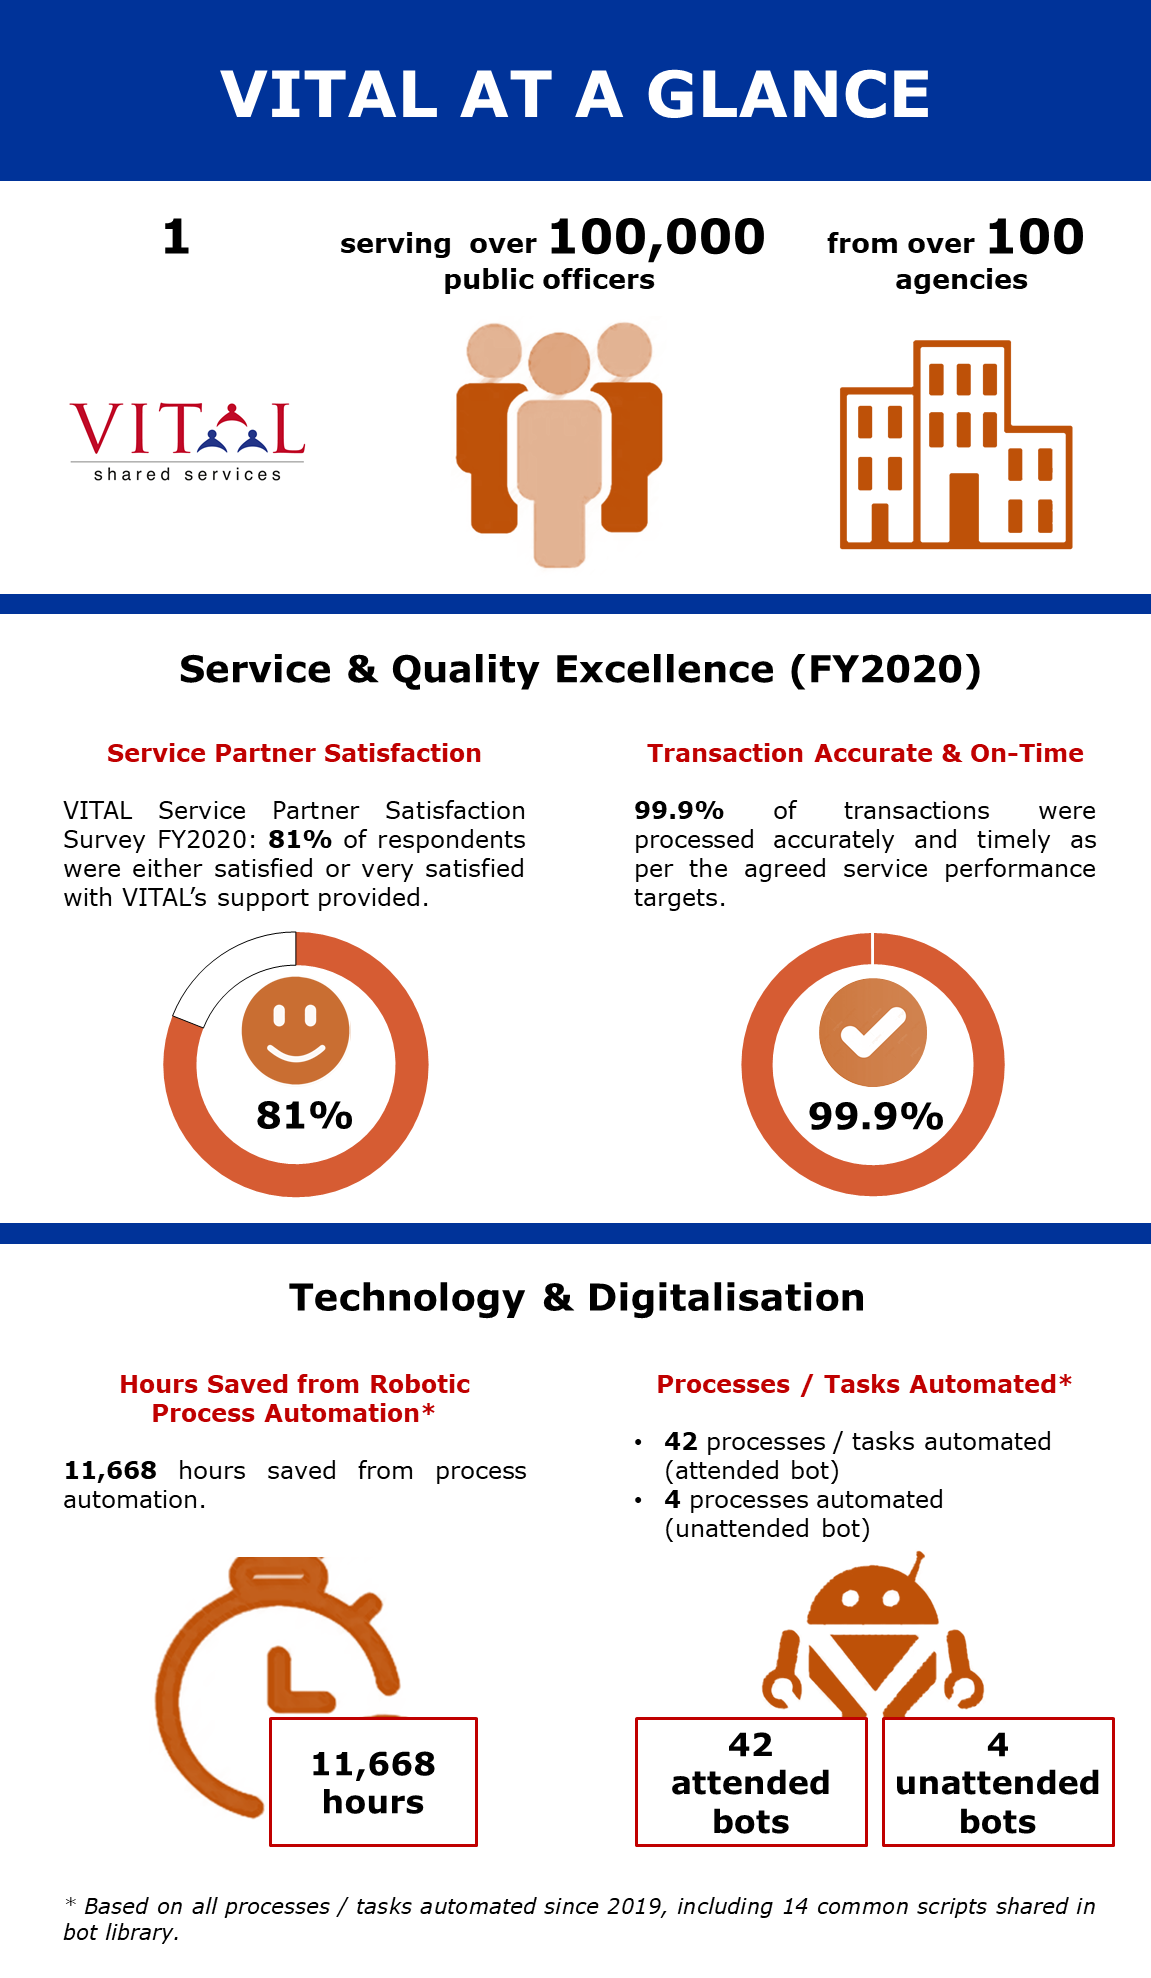 VITAL AT A GLANCE
1
serving over 100,000
public officers
from over 100
agencies
VITAL
shared services
Service & Quality Excellence (FY2020)
Service Partner Satisfaction
VITAL Service Partner Satisfaction
Survey FY2020: 81% of respondents
were either satisfied or very satisfied
with VITAL’s support provided.
81%
Transaction Accurate & On-Time
99.9% of transactions were
processed accurately and timely as
per the agreed service performance
targets.
99.9%
Technology & Digitalisation
Hours Saved from Robotic
Process Automation*
11,668 hours saved from process
automation.
11,668
hours
Processes / Tasks Automated*
• 42 processes / tasks automated
(attended bot)
• 4 processes automated
(unattended bot)
42
attended
bots
4
unattended
bots
* Based on all processes / tasks automated since 2019, including 14 common scripts shared in
bot library.